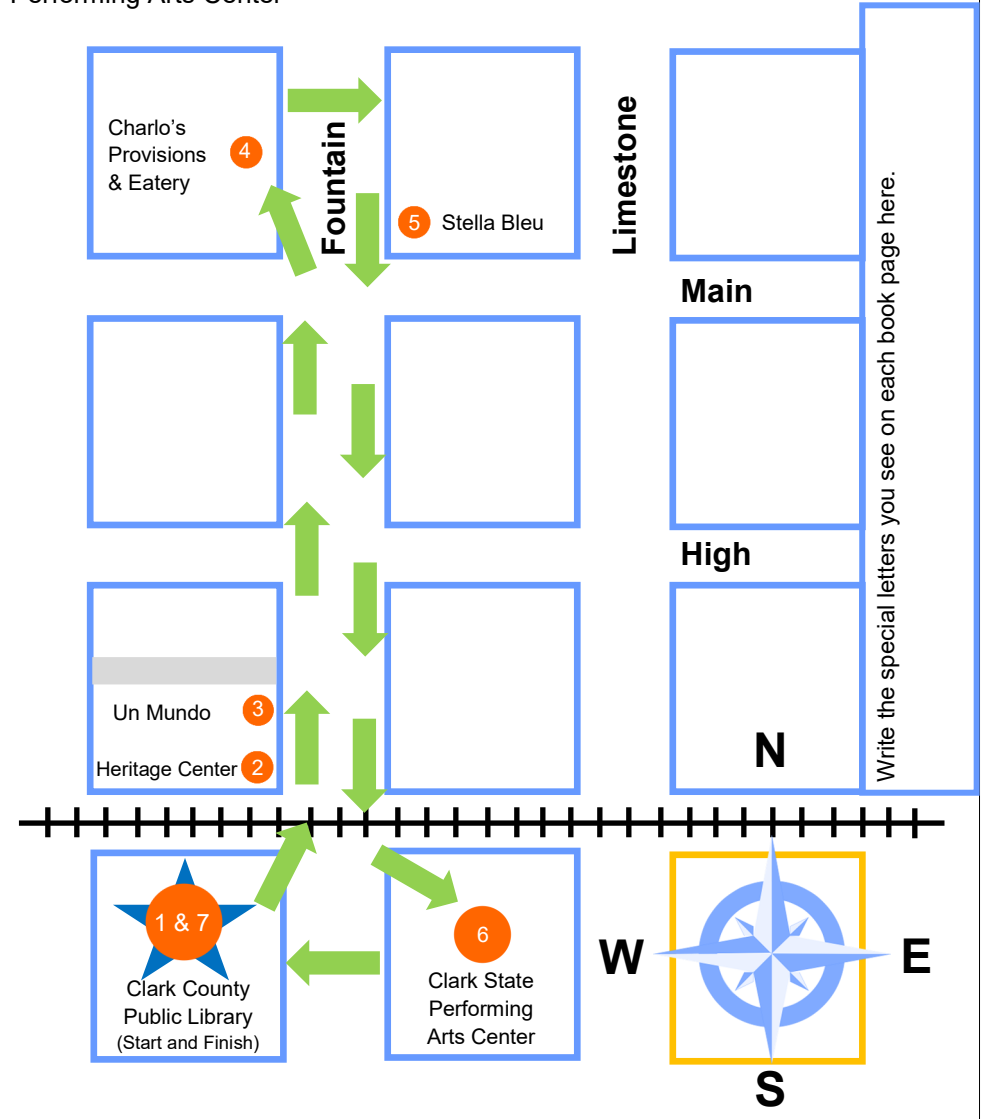 Performing Arts Center
Charlo’s
Provisions
& Eatery
4
Fountain
5
Stella Bleu
Limestone
Main
High
Write the special letters you see on each book page here.
Un Mundo
3
Heritage Center
2
N
1 & 7
Clark County
Public Library
(Start and Finish)
6
Clark State
Performing
Arts Center
W
E
S